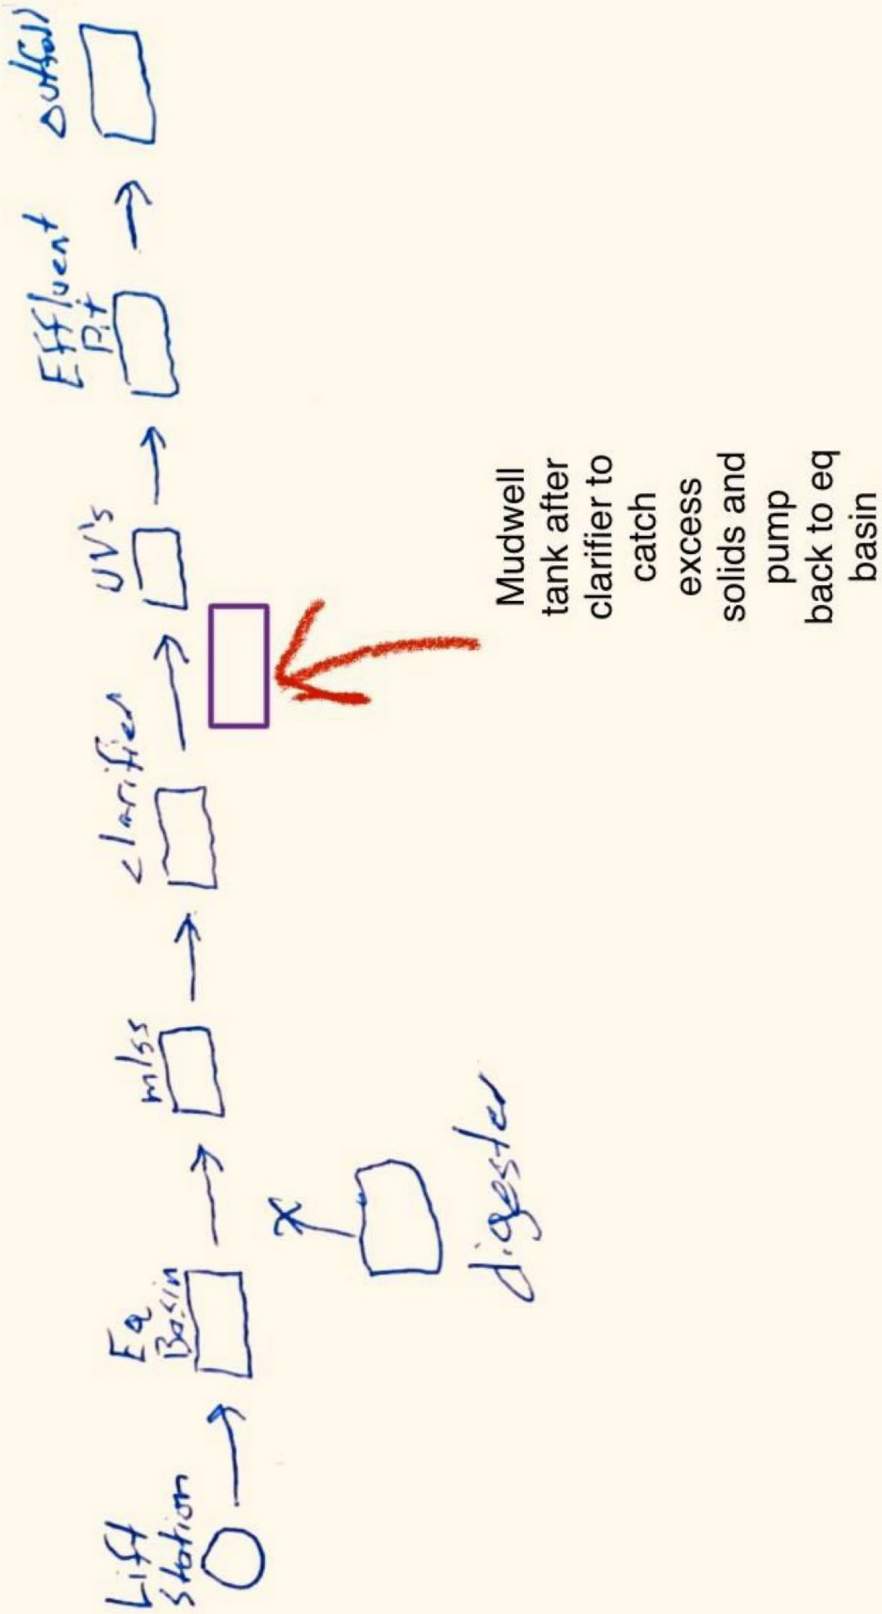 Lift
Station
EQ
Basin
mlss
clarifier
UV's
Effluent
Pit
outfall
digester
Mudwell
tank after
clarifier to
catch
excess
solids and
pump
back to eq
basin